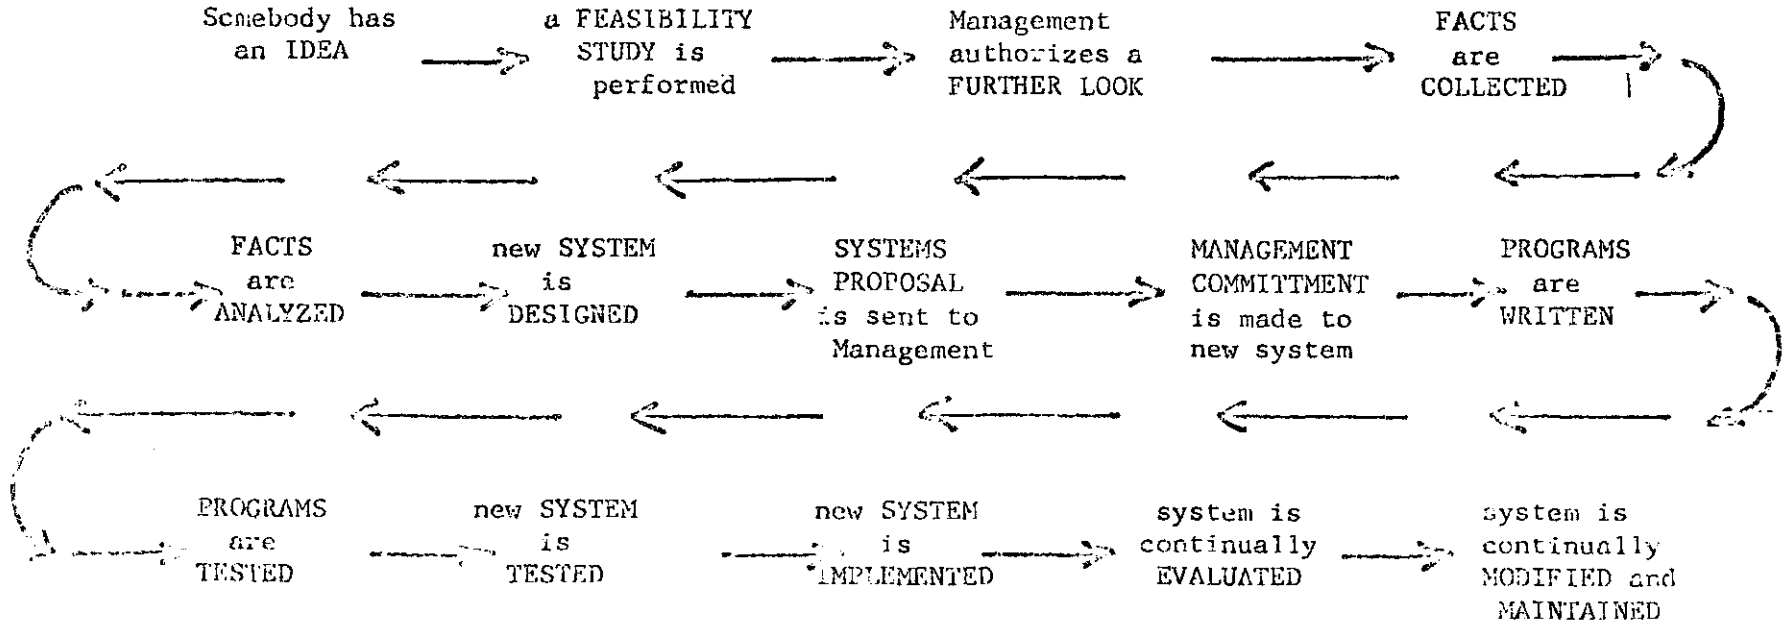 Somebody has
an IDEA
a FEASIBILITY
STUDY is
performed
Management
authorizes a
FURTHER LOOK
FACTS
are
COLLECTED
FACTS
are
ANALYZED
new SYSTEM
is
DESIGNED
SYSTEMS
PROPOSAL
is sent to
Management
MANAGEMENT
COMMITTMENT
is made to
new system
PROGRAMS
are
WRITTEN
PROGRAMS
are
TESTED
new SYSTEM
is
TESTED
new SYSTEM
is
IMPLEMENTED
system is
continually
EVALUATED
system is
continually
MODIFIED and
MAINTAINED